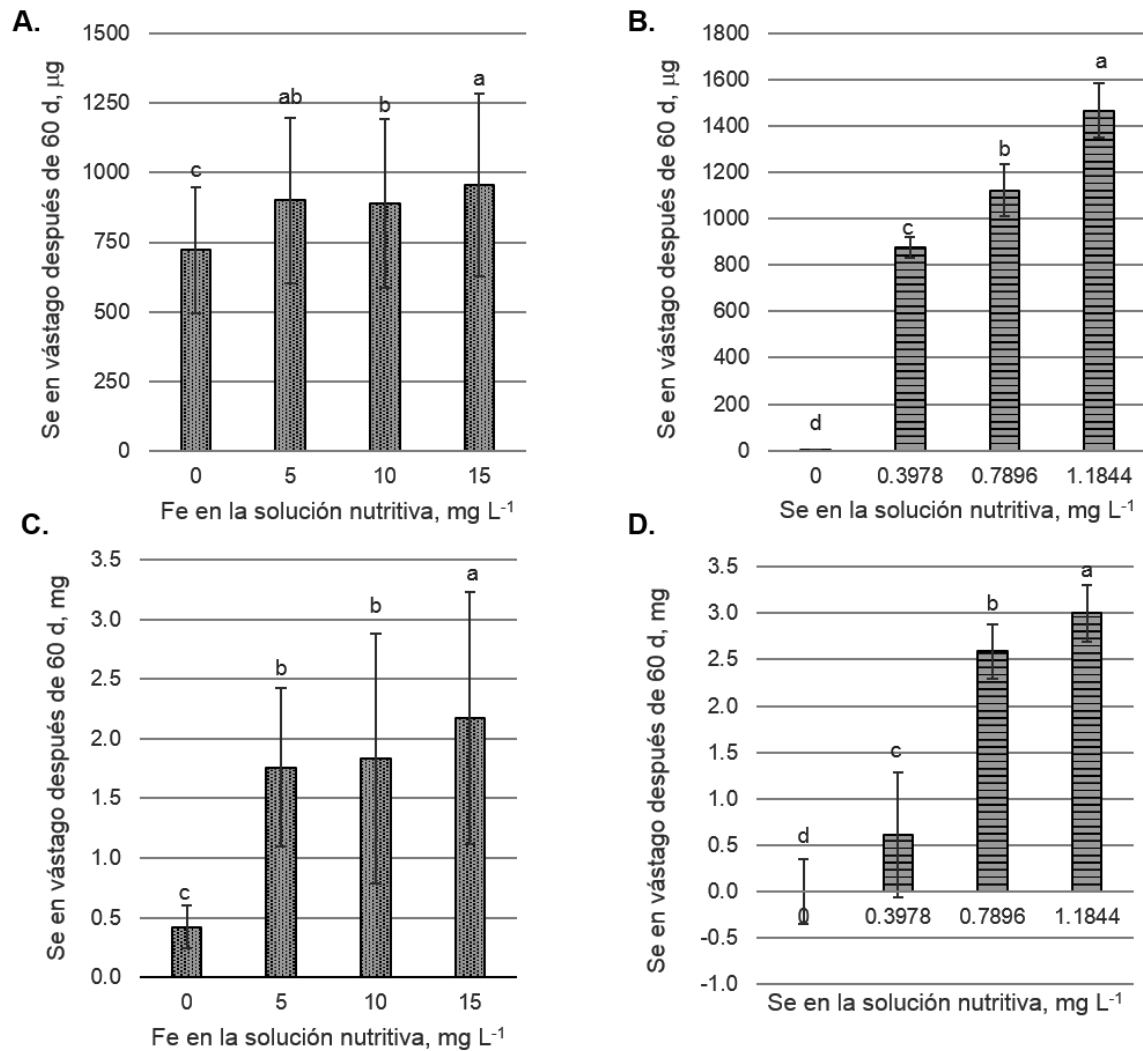 A.
Se en vástago después de 60 d, µg
1500
1250
1000
750
500
250
0
c
ab
b
a
0 5 10 15
Fe en la solución nutritiva, mg L⁻¹
B.
Se en vástago después de 60 d, µg
1800
1600
1400
1200
1000
800
600
400
200
0
d
c
b
a
0 0.3978 0.7896 1.1844
Se en la solución nutritiva, mg L⁻¹
C.
Se en vástago después de 60 d, mg
3.5
3.0
2.5
2.0
1.5
1.0
0.5
0.0
c
b
b
a
0 5 10 15
Fe en la solución nutritiva, mg L⁻¹
D.
Se en vástago después de 60 d, mg
3.5
3.0
2.5
2.0
1.5
1.0
0.5
0.0
-0.5
-1.0
d
c
b
a
0 0.3978 0.7896 1.1844
Se en la solución nutritiva, mg L⁻¹